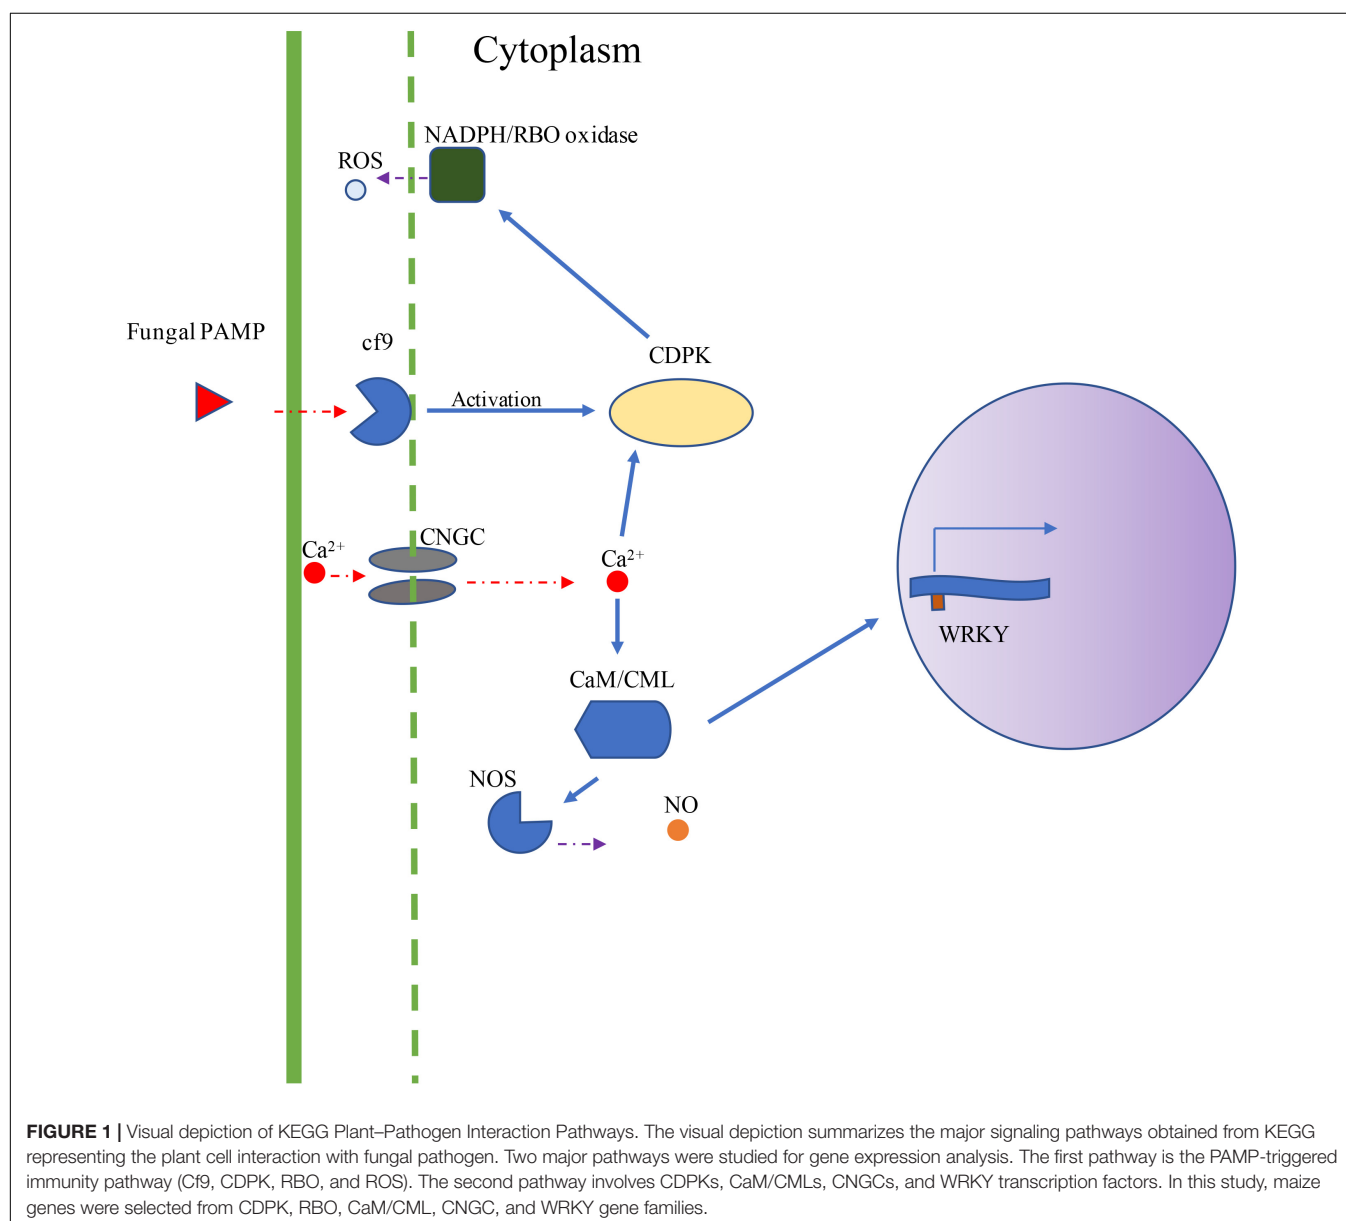 Cytoplasm
NADPH/RBO oxidase
ROS
Fungal PAMP
cf9
CDPK
Activation
CNGC
Ca²⁺
Ca²⁺
WRKY
CaM/CML
NOS
NO
FIGURE 1 | Visual depiction of KEGG Plant–Pathogen Interaction Pathways. The visual depiction summarizes the major signaling pathways obtained from KEGG
representing the plant cell interaction with fungal pathogen. Two major pathways were studied for gene expression analysis. The first pathway is the PAMP-triggered
immunity pathway (Cf9, CDPK, RBO, and ROS). The second pathway involves CDPKs, CaM/CMLs, CNGCs, and WRKY transcription factors. In this study, maize
genes were selected from CDPK, RBO, CaM/CML, CNGC, and WRKY gene families.